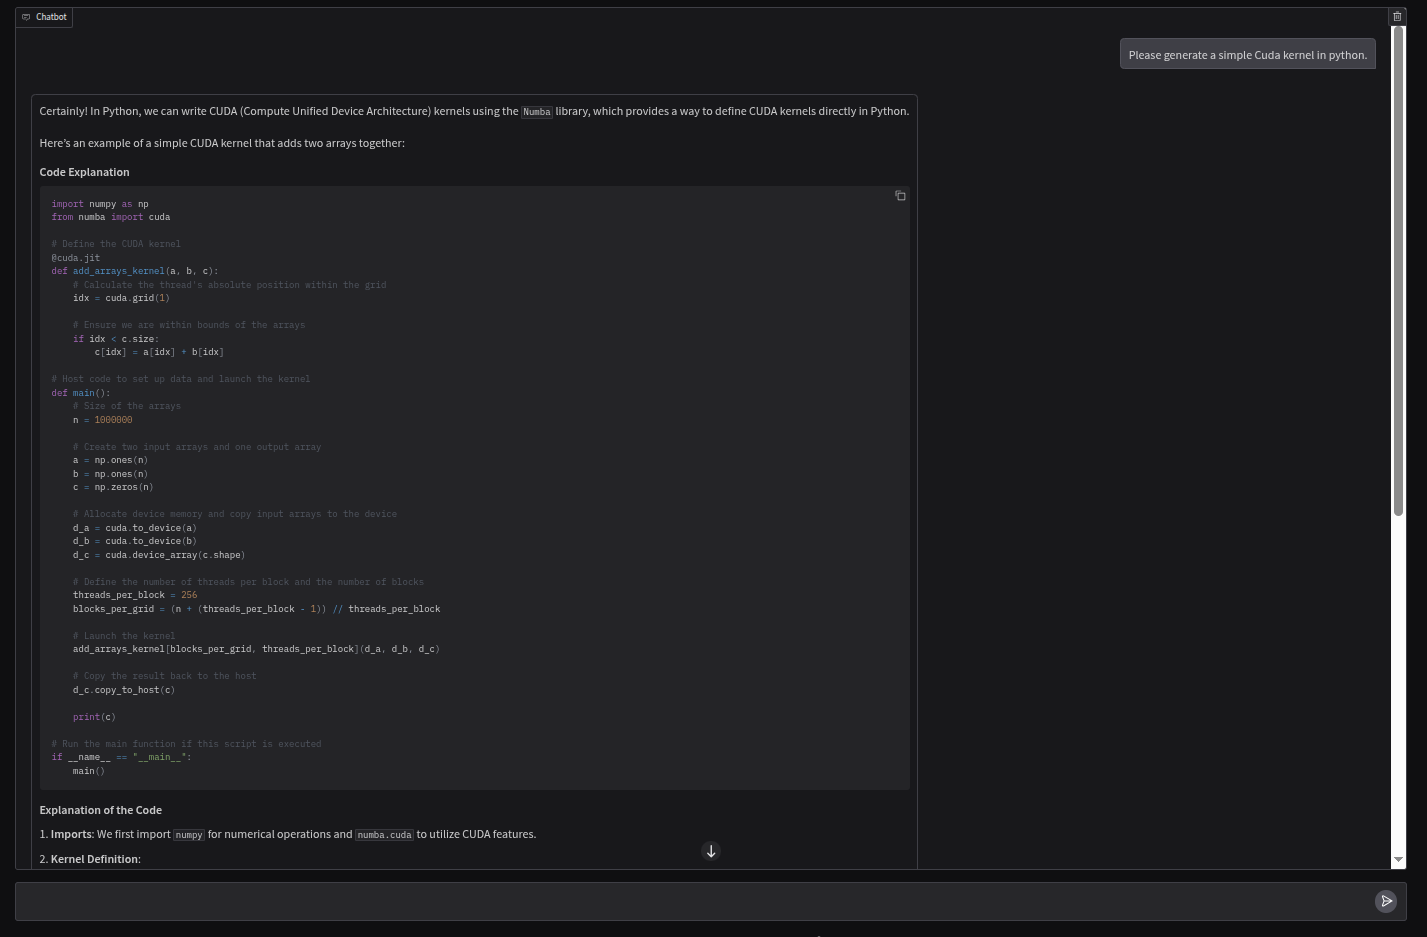 Chatbot
Please generate a simple Cuda kernel in python.
Certainly! In Python, we can write CUDA (Compute Unified Device Architecture) kernels using the Numba library, which provides a way to define CUDA kernels directly in Python.
Here's an example of a simple CUDA kernel that adds two arrays together:
Code Explanation
import numpy as np
from numba import cuda
# Define the CUDA kernel
@cuda.jit
def add_arrays_kernel(a, b, c):
    # Calculate the thread's absolute position within the grid
    idx = cuda.grid(1)
    # Ensure we are within bounds of the arrays
    if idx < c.size:
        c[idx] = a[idx] + b[idx]
# Host code to set up data and launch the kernel
def main():
    # Size of the arrays
    n = 1000000
    # Create two input arrays and one output array
    a = np.ones(n)
    b = np.ones(n)
    c = np.zeros(n)
    # Allocate device memory and copy input arrays to the device
    d_a = cuda.to_device(a)
    d_b = cuda.to_device(b)
    d_c = cuda.device_array(c.shape)
    # Define the number of threads per block and the number of blocks
    threads_per_block = 256
    blocks_per_grid = (n + (threads_per_block - 1)) // threads_per_block
    # Launch the kernel
    add_arrays_kernel[blocks_per_grid, threads_per_block](d_a, d_b, d_c)
    # Copy the result back to the host
    d_c.copy_to_host(c)
    print(c)
# Run the main function if this script is executed
if __name__ == "__main__":
    main()
Explanation of the Code
1. Imports: We first import numpy for numerical operations and numba.cuda to utilize CUDA features.
2. Kernel Definition: